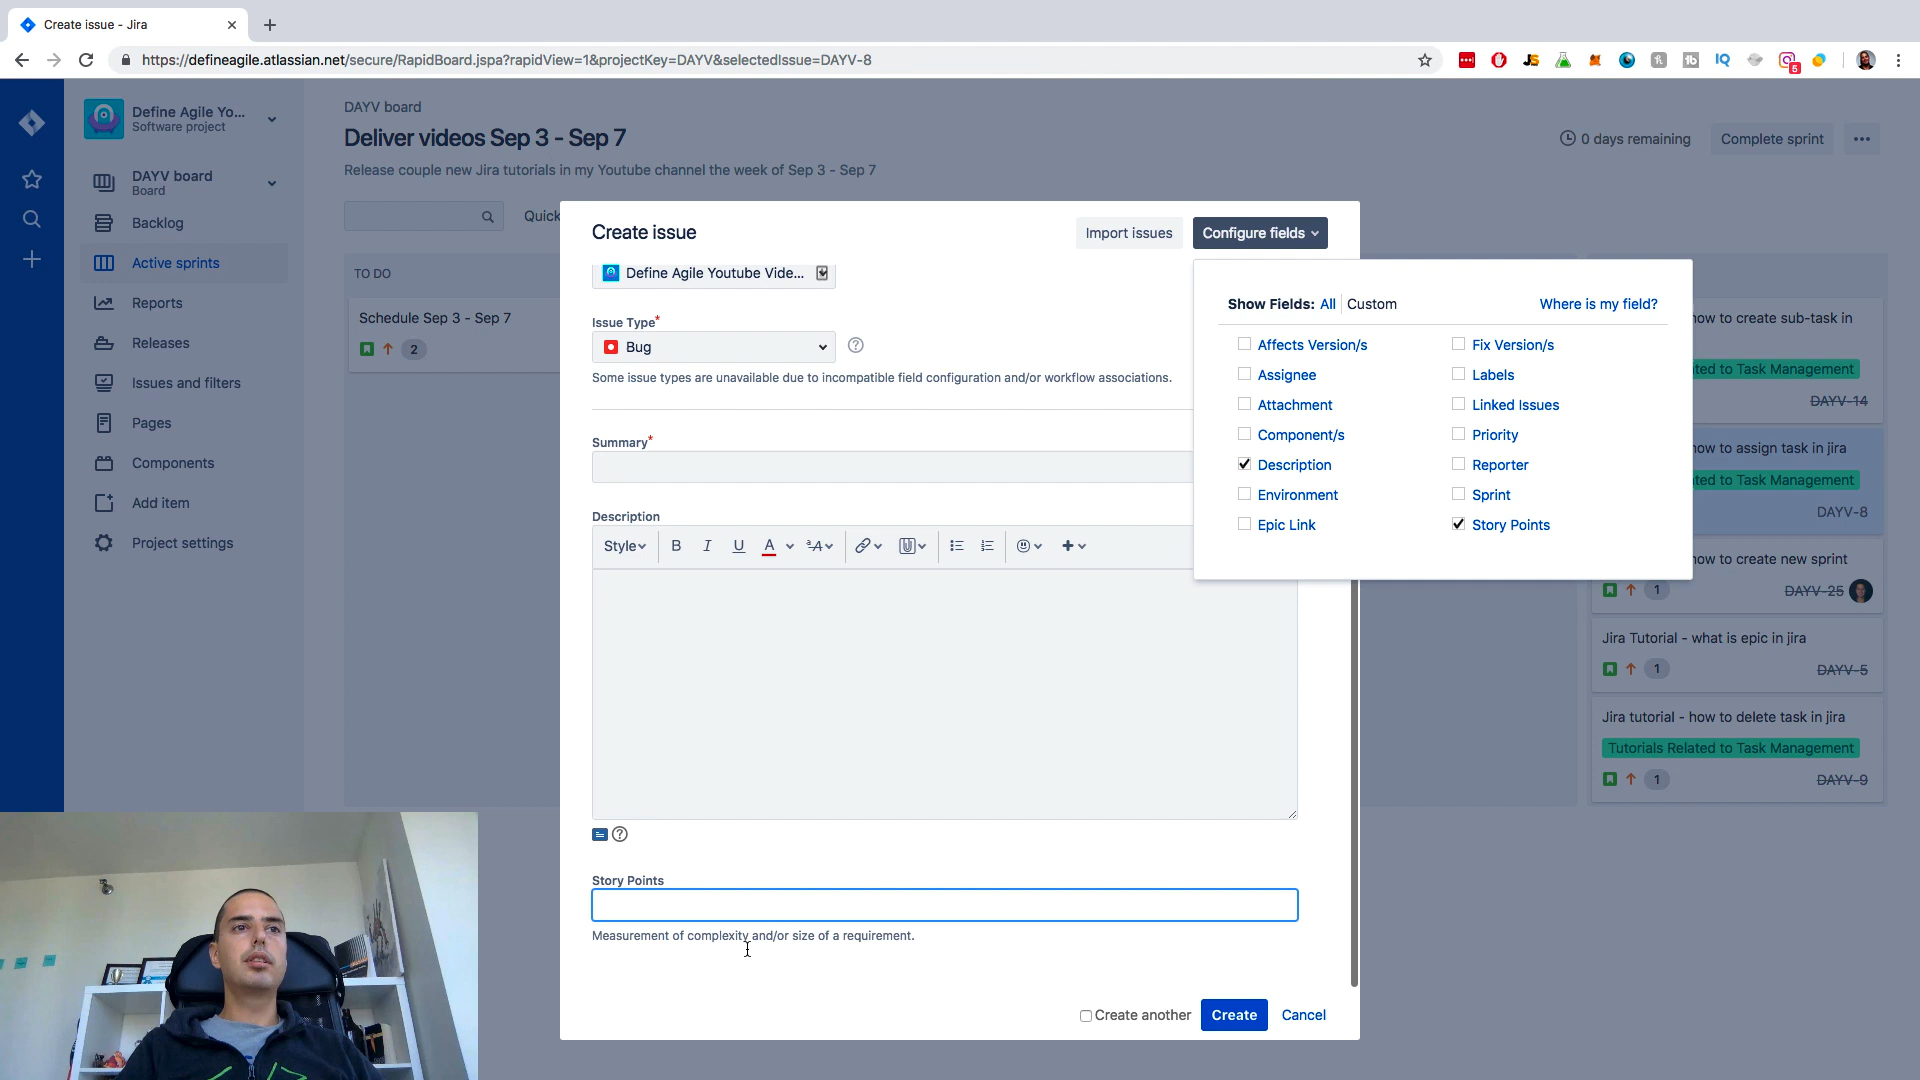 Create issue - Jira
https://defineagile.atlassian.net/secure/RapidBoard.jspa?rapidView=1&projectKey=DAYV&selectedIssue=DAYV-8
JS
tb
IQ
5
Define Agile Yo...
Software project
DAYV board
Board
Backlog
Active sprints
Reports
Releases
Issues and filters
Pages
Components
Add item
Project settings
DAYV board
Deliver videos Sep 3 - Sep 7
Release couple new Jira tutorials in my Youtube channel the week of Sep 3 - Sep 7
0 days remaining
Complete sprint
Quick
TO DO
Schedule Sep 3 - Sep 7
2
Create issue
Import issues
Configure fields
Define Agile Youtube Vide...
Issue Type*
Bug
Some issue types are unavailable due to incompatible field configuration and/or workflow associations.
Summary*
Description
Style
B I U A ªA
Story Points
Measurement of complexity and/or size of a requirement.
Create another
Create
Cancel
Show Fields: All Custom
Where is my field?
Affects Version/s
Fix Version/s
Assignee
Labels
Attachment
Linked Issues
Component/s
Priority
Description
Reporter
Environment
Sprint
Epic Link
Story Points
how to create sub-task in
ted to Task Management
DAYV-14
how to assign task in jira
ted to Task Management
DAYV-8
how to create new sprint
1
DAYV-25
Jira Tutorial - what is epic in jira
1
DAYV-5
Jira tutorial - how to delete task in jira
Tutorials Related to Task Management
1
DAYV-9